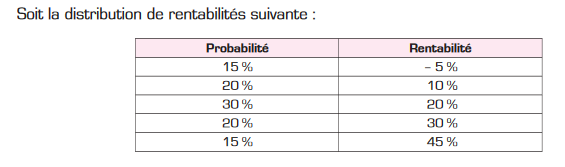 Soit la distribution de rentabilités suivante :
Probabilité Rentabilité
15 % – 5 %
20 % 10 %
30 % 20 %
20 % 30 %
15 % 45 %